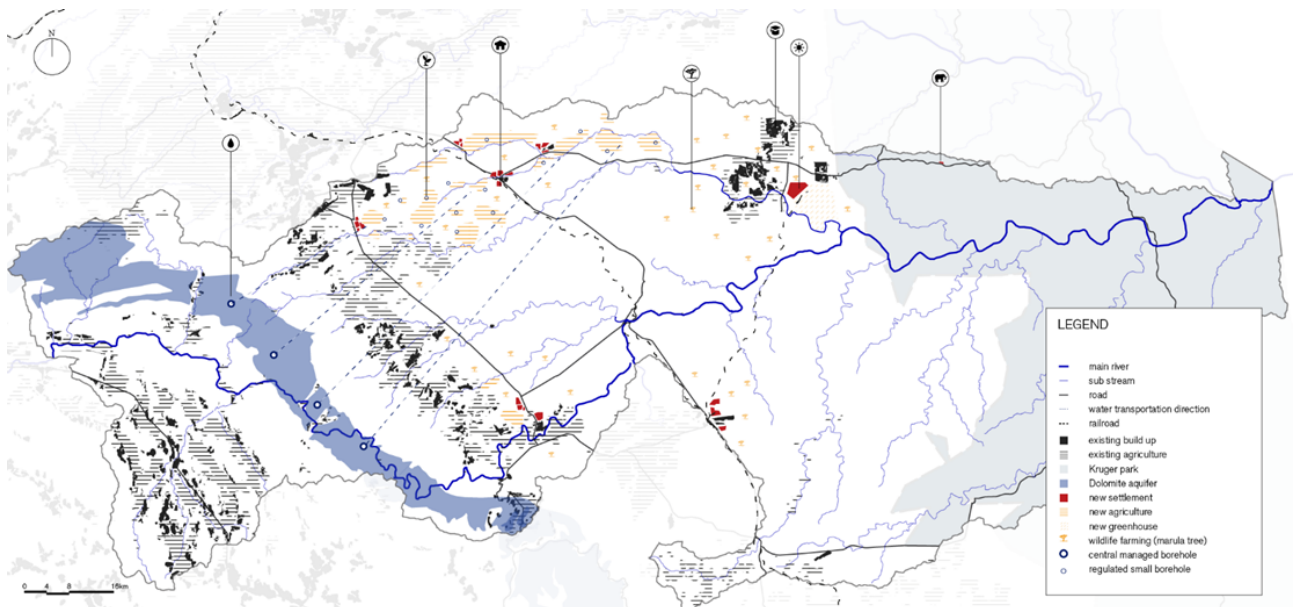 N
LEGEND
main river
sub stream
road
water transportation direction
railroad
existing build up
existing agriculture
Kruger park
Dolomite aquifer
new settlement
new agriculture
new greenhouse
wildlife farming (marula tree)
central managed borehole
regulated small borehole
0 4 8 16km